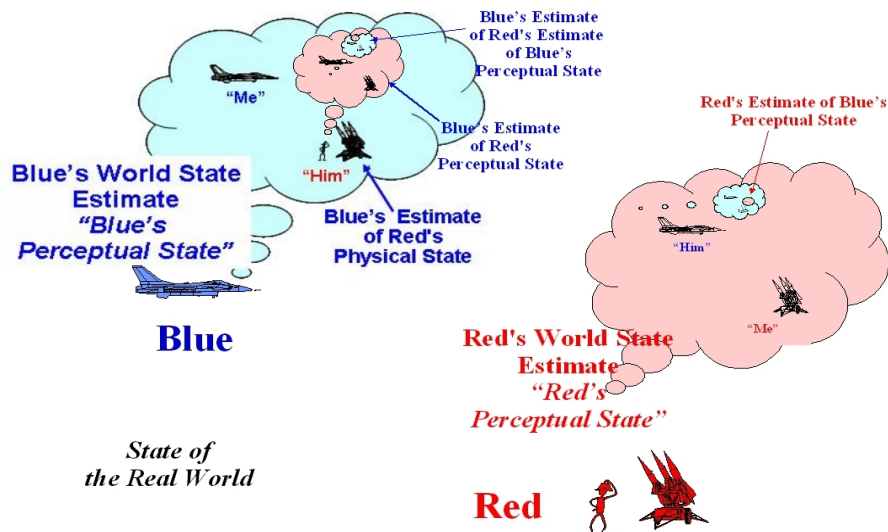 Blue's Estimate
of Red's Estimate
of Blue's
Perceptual State
“Me”
Blue's Estimate
of Red's
Perceptual State
“Him”
Blue's World State
Estimate
“Blue's
Perceptual State”
Blue's Estimate
of Red's
Physical State
Blue
Red's Estimate of Blue's
Perceptual State
“Him”
“Me”
Red's World State
Estimate
“Red's
Perceptual State”
State of
the Real World
Red